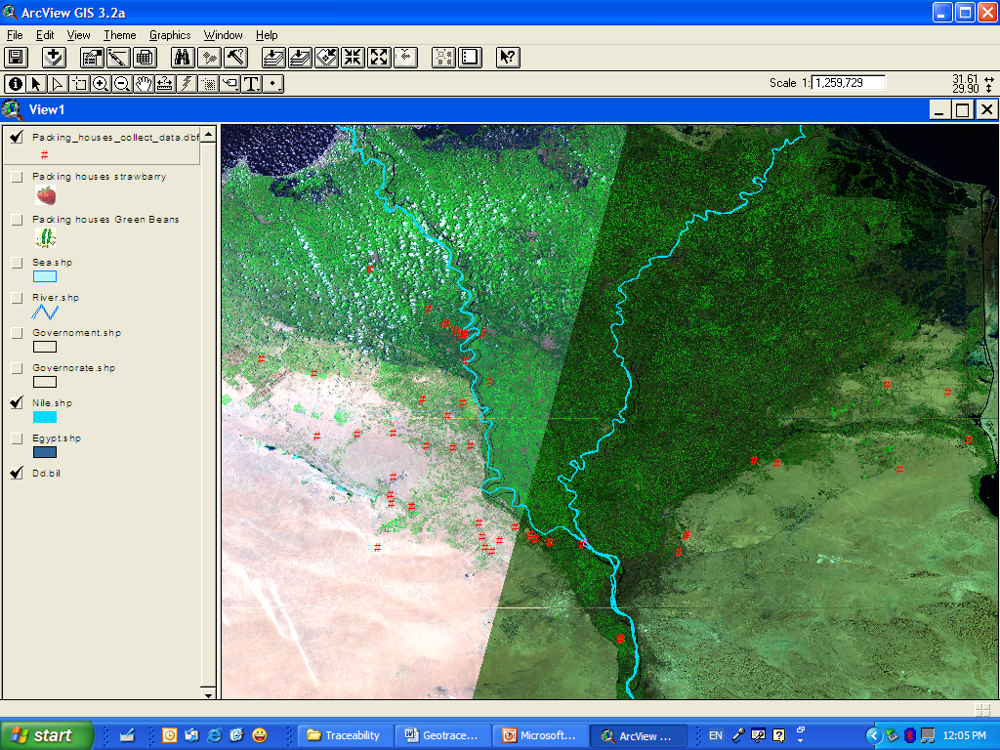 ArcView GIS 3.2a
File Edit View Theme Graphics Window Help
Scale 1: 1,259,729
31.61
29.90
View1
Packing_houses_collect_data.dbf
Packing houses strawbarry
Packing houses Green Beans
Sea.shp
River.shp
Governoment.shp
Governorate.shp
Nile.shp
Egypt.shp
Dd.bil
start
Traceability
Geotrace...
Microsoft...
ArcView ...
EN
12:05 PM